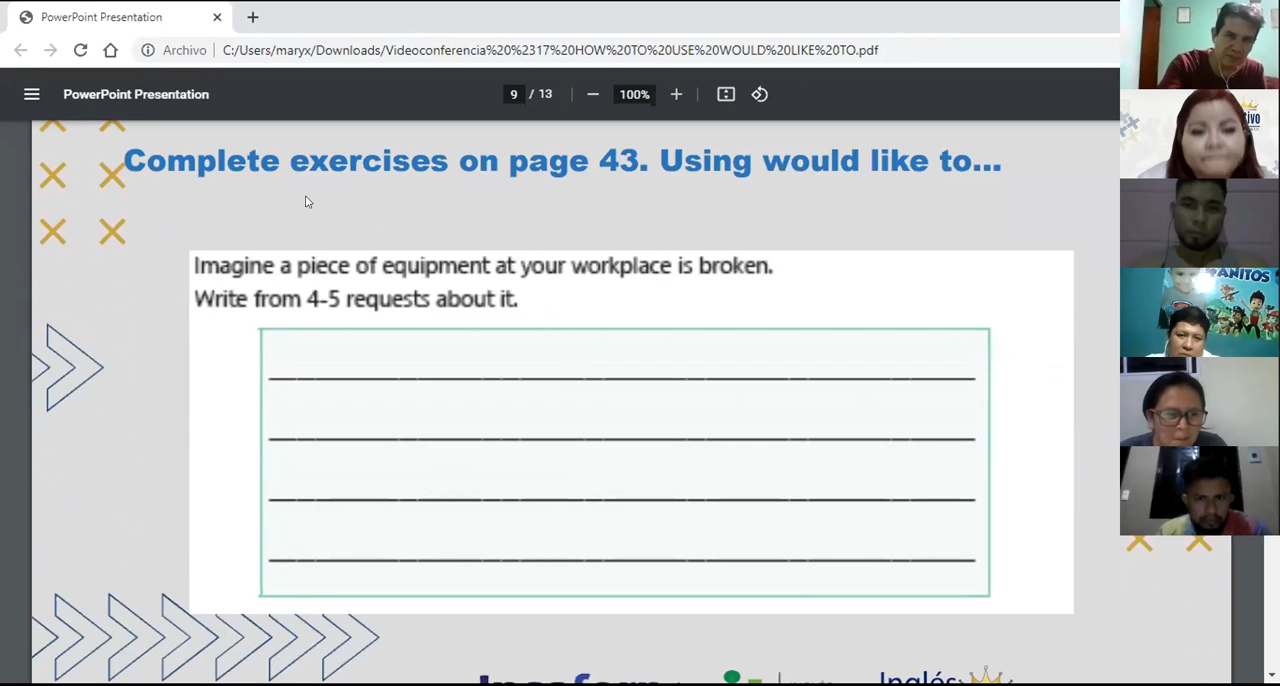 PowerPoint Presentation
Archivo C:/Users/maryx/Downloads/Videoconferencia%20%2317%20HOW%20TO%20USE%20WOULD%20LIKE%20TO.pdf
PowerPoint Presentation 9 / 13 100%
Complete exercises on page 43. Using would like to...
Imagine a piece of equipment at your workplace is broken.
Write from 4-5 requests about it.
Inglés